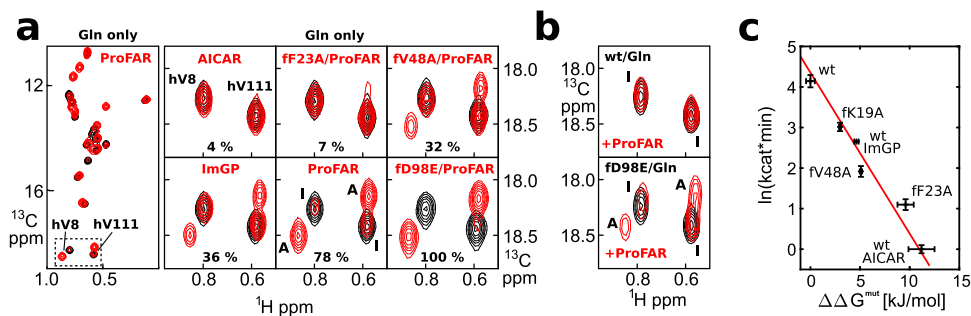 a
Gln only
ProFAR
12
16
13C
ppm
hV8
hV111
1.0
0.5
Gln only
AICAR
hV8
hV111
4 %
fF23A/ProFAR
7 %
fV48A/ProFAR
32 %
18.0
18.5
ImGP
36 %
ProFAR
I
A
A
I
78 %
fD98E/ProFAR
100 %
18.0
18.5
13C
ppm
0.8
0.6
0.8
0.6
0.8
0.6
1H ppm
b
wt/Gln
18.0
13C
ppm
18.5
I
I
+ProFAR
fD98E/Gln
18.0
18.5
I
A
A
I
+ProFAR
0.8
0.6
1H ppm
c
ln(kcat*min)
5
4
3
2
1
0
wt
fK19A
wt
ImGP
fV48A
fF23A
wt
AICAR
0
5
10
15
ΔΔG^mut [kJ/mol]